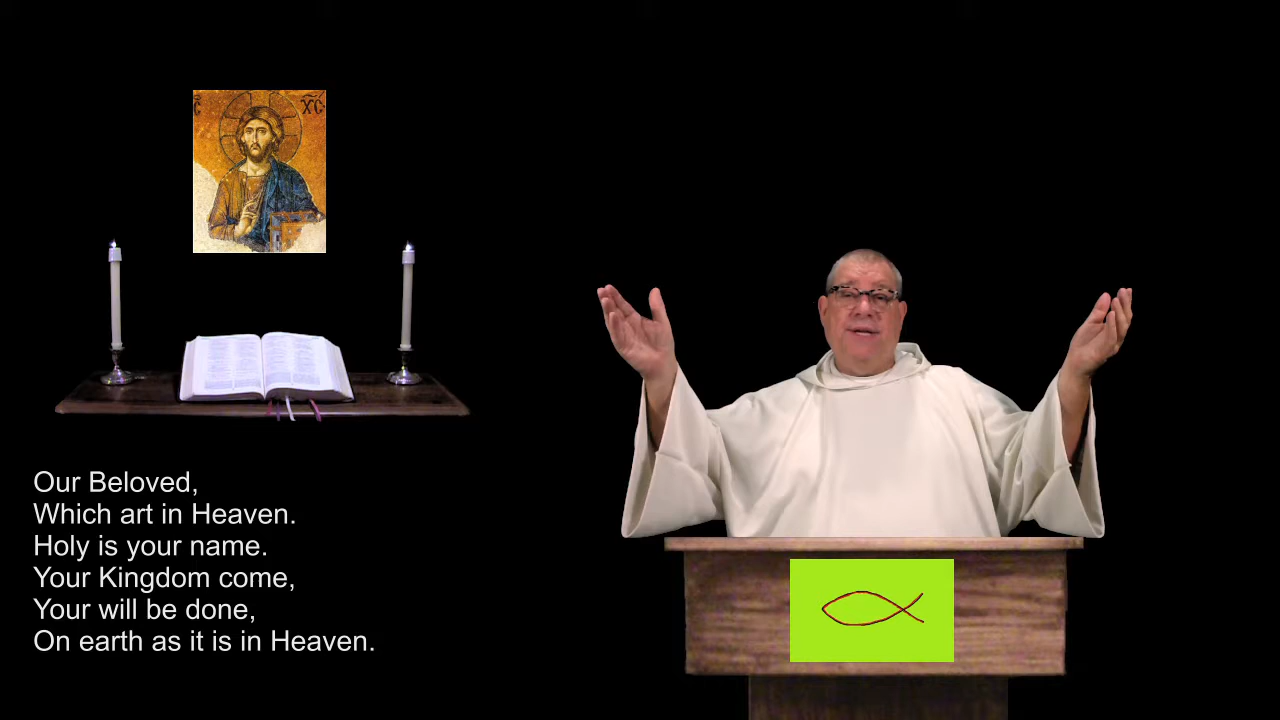 C
XC
Our Beloved,
Which art in Heaven.
Holy is your name.
Your Kingdom come,
Your will be done,
On earth as it is in Heaven.